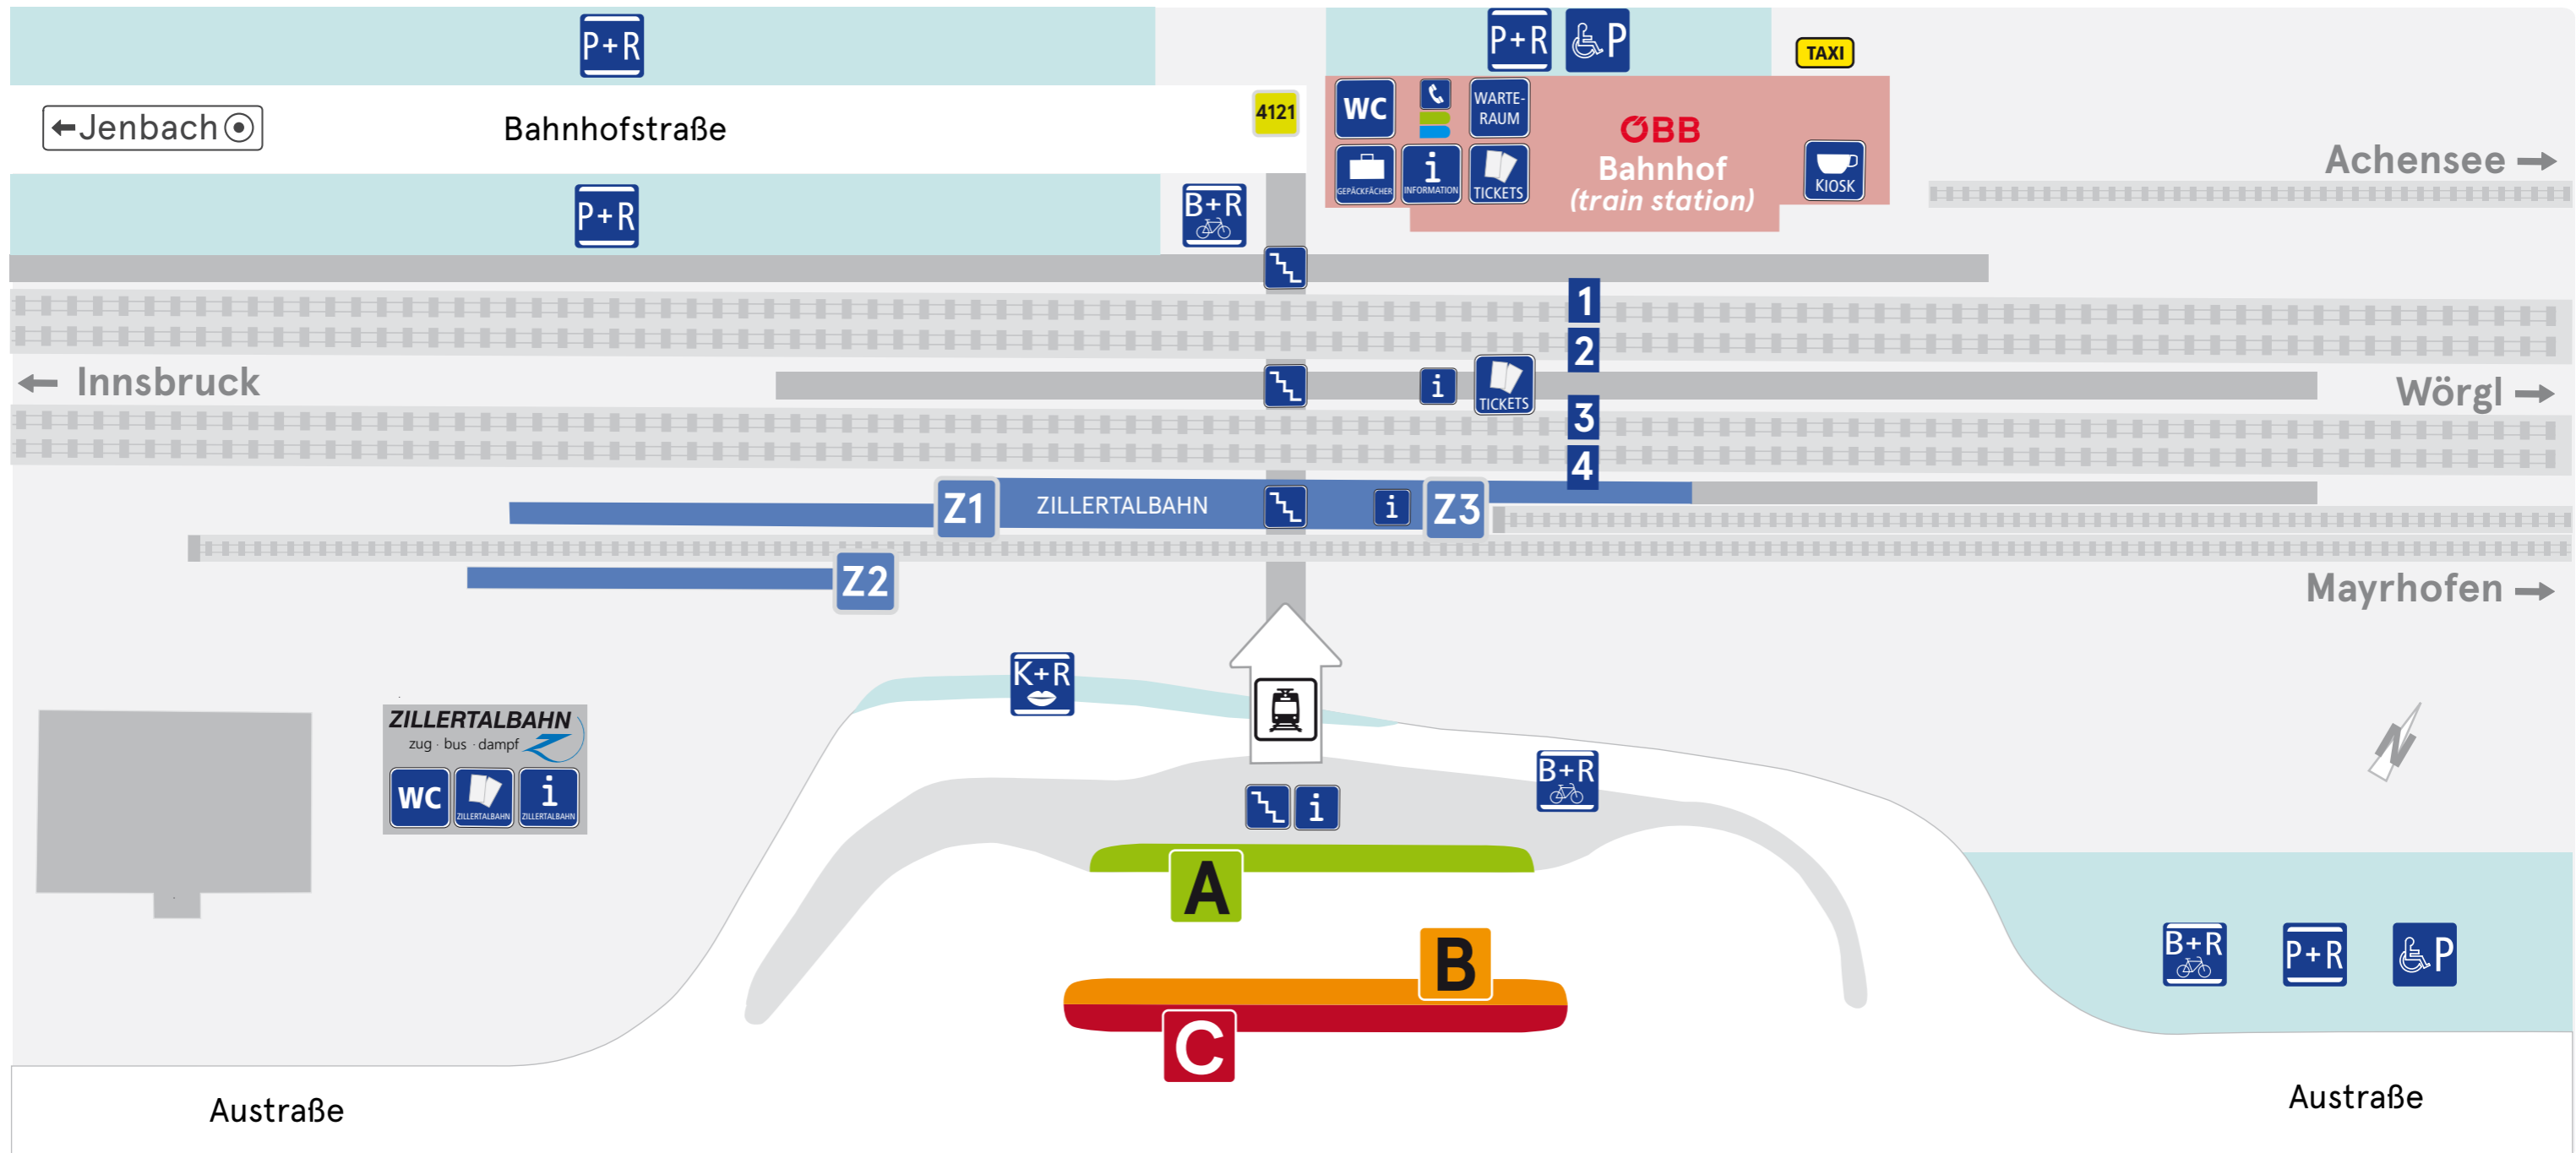 P+R
P+R
P
TAXI
←Jenbach
Bahnhofstraße
4121
WC
WARTE-
RAUM
ÖBB
Bahnhof
(train station)
GEPÄCKFÄCHER
i
INFORMATION
TICKETS
KIOSK
Achensee →
P+R
B+R
1
2
← Innsbruck
i
TICKETS
Wörgl →
3
4
Z1
ZILLERTALBAHN
i
Z3
Z2
Mayrhofen →
K+R
ZILLERTALBAHN
zug · bus · dampf
WC
ZILLERTALBAHN
i
ZILLERTALBAHN
N
B+R
i
A
B
C
B+R
P+R
P
Austraße
Austraße